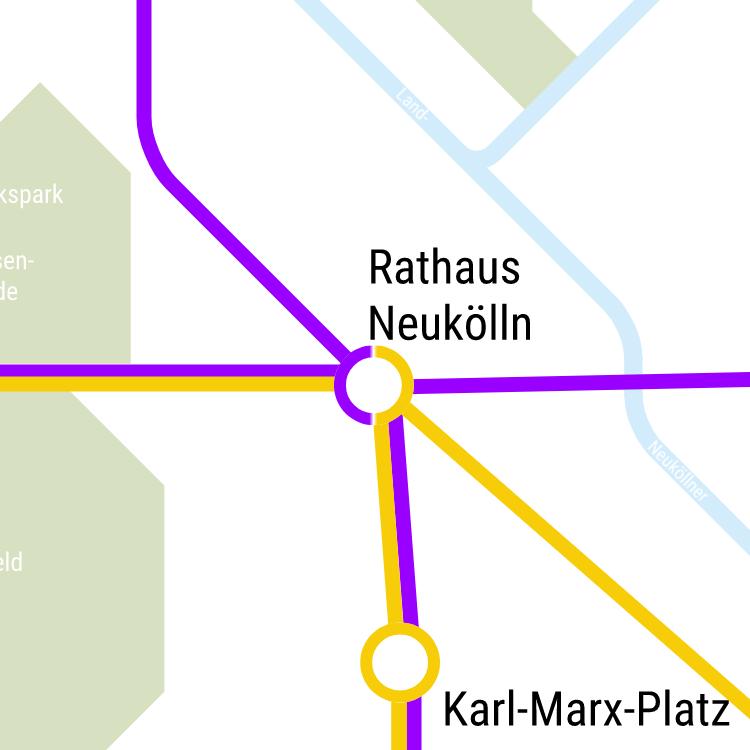 Land-
kspark
Rathaus
Neukölln
sen-
de
Neuköllner
eld
Karl-Marx-Platz